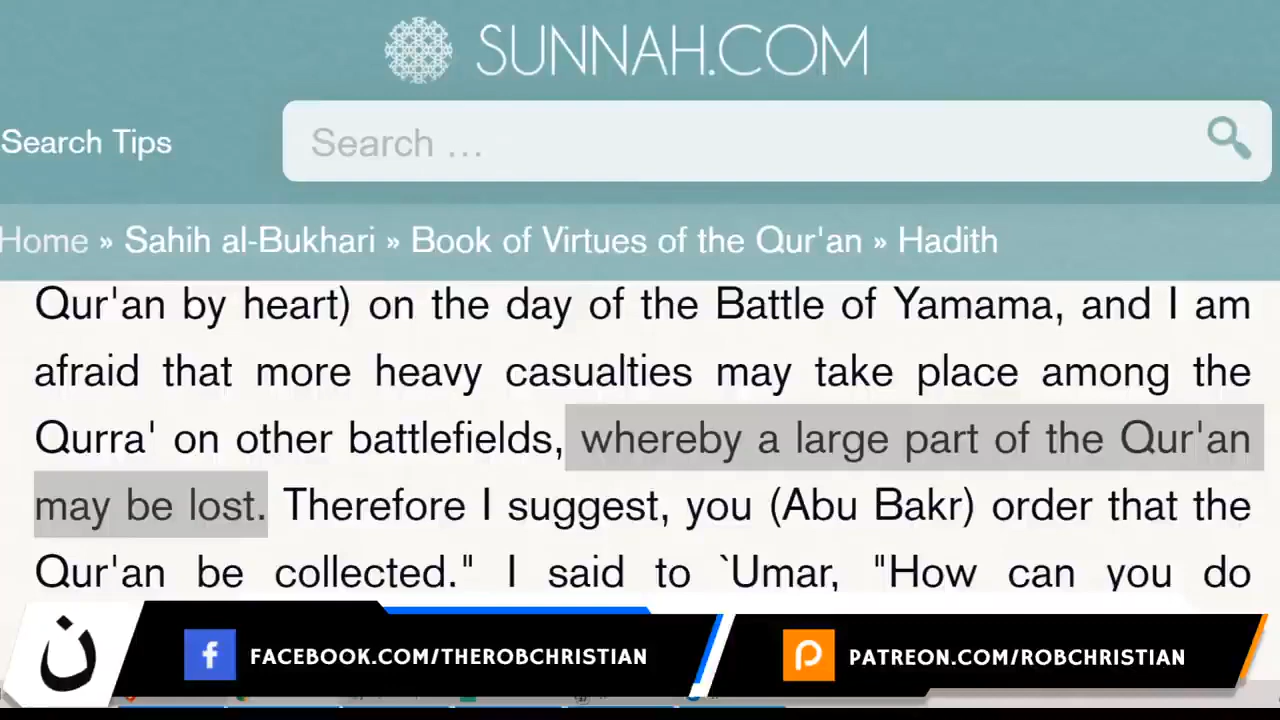 SUNNAH.COM
Search Tips
Search ...
Home » Sahih al-Bukhari » Book of Virtues of the Qur'an » Hadith
Qur'an by heart) on the day of the Battle of Yamama, and I am
afraid that more heavy casualties may take place among the
Qurra' on other battlefields, whereby a large part of the Qur'an
may be lost. Therefore I suggest, you (Abu Bakr) order that the
Qur'an be collected." I said to `Umar, "How can you do
ن
f FACEBOOK.COM/THEROBCHRISTIAN
PATREON.COM/ROBCHRISTIAN